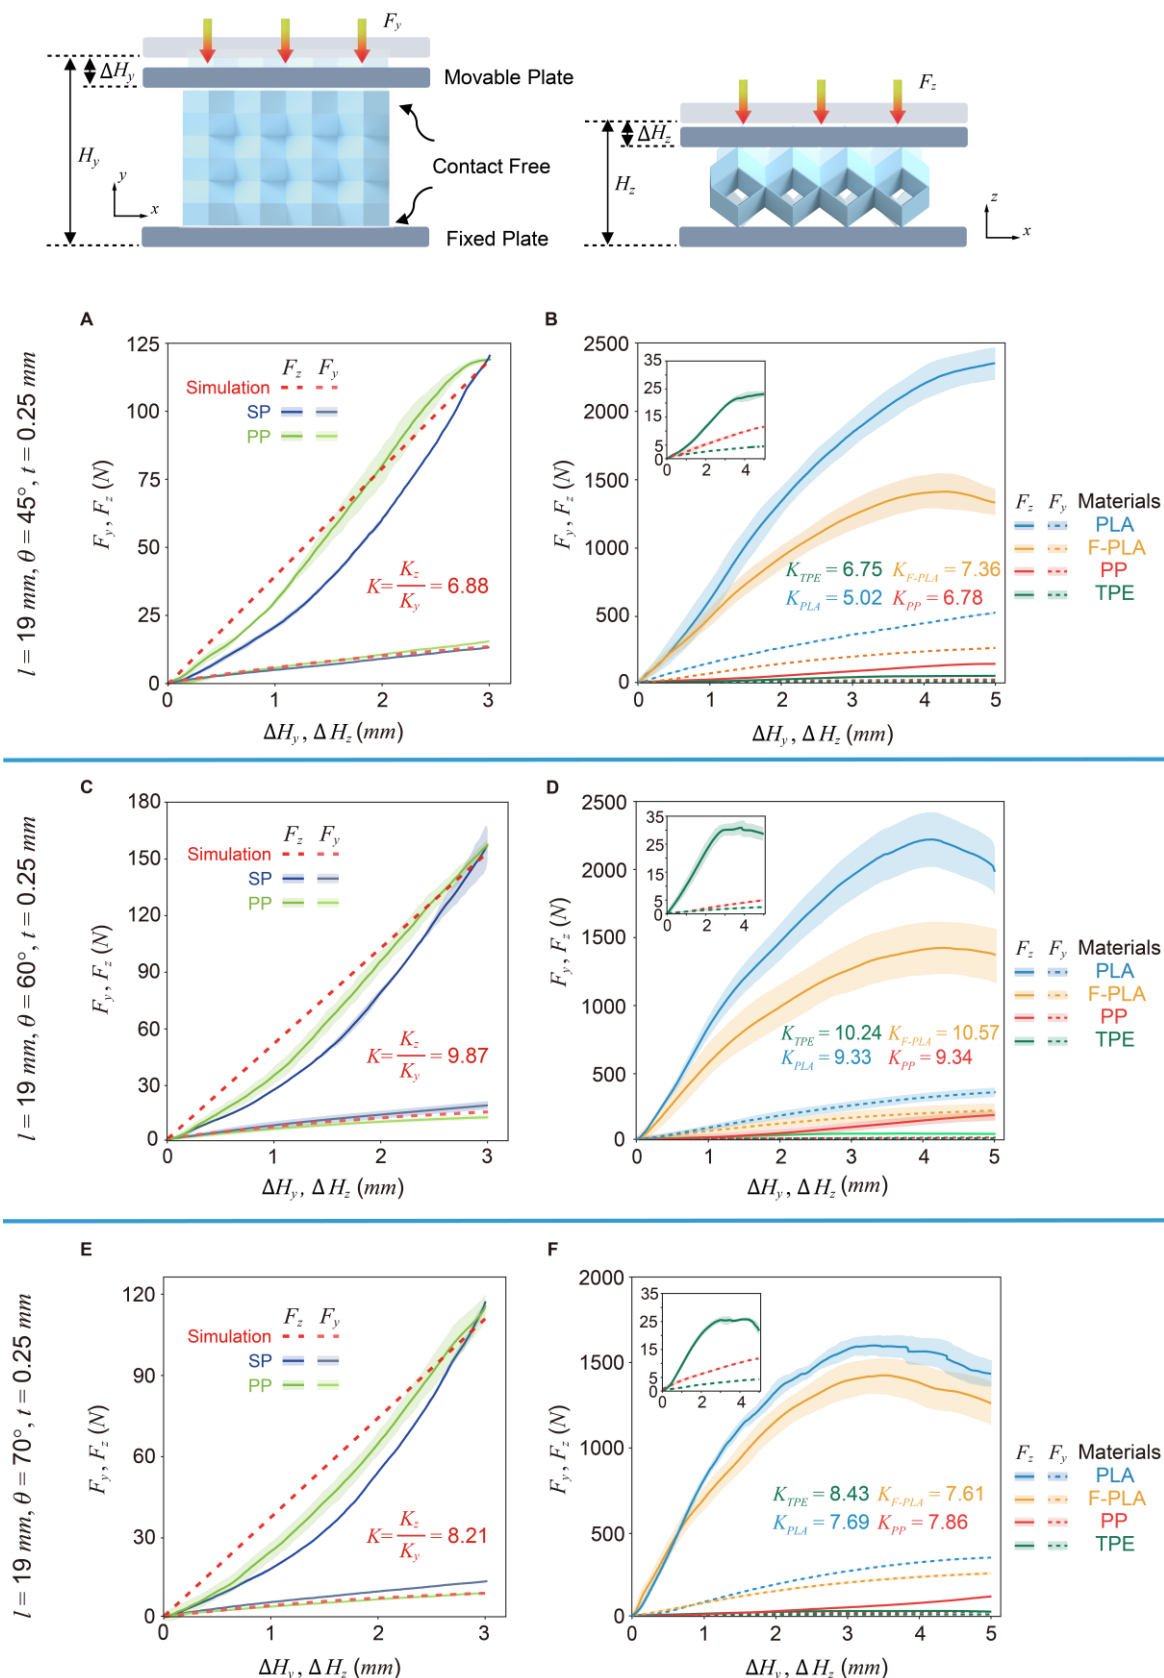 F_y
ΔH_y
Movable Plate
F_z
ΔH_z
H_y
Contact Free
H_z
y
x
z
x
Fixed Plate
l = 19 mm, θ = 45°, t = 0.25 mm
A
125
100
75
50
25
0
F_y, F_z (N)
F_z F_y
Simulation
SP
PP
K = K_z / K_y = 6.88
0 1 2 3
ΔH_y, ΔH_z (mm)
B
2500
2000
1500
1000
500
0
F_y, F_z (N)
35
25
15
5
0
0 2 4
K_TPE = 6.75 K_F-PLA = 7.36
K_PLA = 5.02 K_PP = 6.78
0 1 2 3 4 5
ΔH_y, ΔH_z (mm)
F_z F_y Materials
PLA
F-PLA
PP
TPE
l = 19 mm, θ = 60°, t = 0.25 mm
C
180
150
120
90
60
30
0
F_y, F_z (N)
F_z F_y
Simulation
SP
PP
K = K_z / K_y = 9.87
0 1 2 3
ΔH_y, ΔH_z (mm)
D
2500
2000
1500
1000
500
0
F_y, F_z (N)
35
25
15
5
0
0 2 4
K_TPE = 10.24 K_F-PLA = 10.57
K_PLA = 9.33 K_PP = 9.34
0 1 2 3 4 5
ΔH_y, ΔH_z (mm)
F_z F_y Materials
PLA
F-PLA
PP
TPE
l = 19 mm, θ = 70°, t = 0.25 mm
E
120
90
60
30
0
F_y, F_z (N)
F_z F_y
Simulation
SP
PP
K = K_z / K_y = 8.21
0 1 2 3
ΔH_y, ΔH_z (mm)
F
2000
1500
1000
500
0
F_y, F_z (N)
35
25
15
5
0
0 2 4
K_TPE = 8.43 K_F-PLA = 7.61
K_PLA = 7.69 K_PP = 7.86
0 1 2 3 4 5
ΔH_y, ΔH_z (mm)
F_z F_y Materials
PLA
F-PLA
PP
TPE